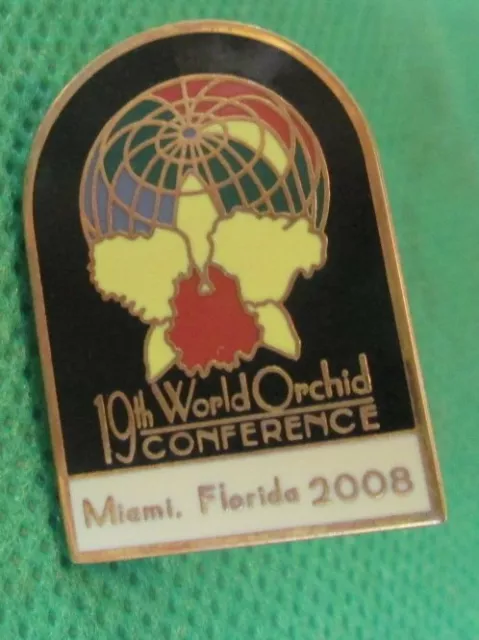 19th World Orchid
CONFERENCE
Miami, Florida 2008